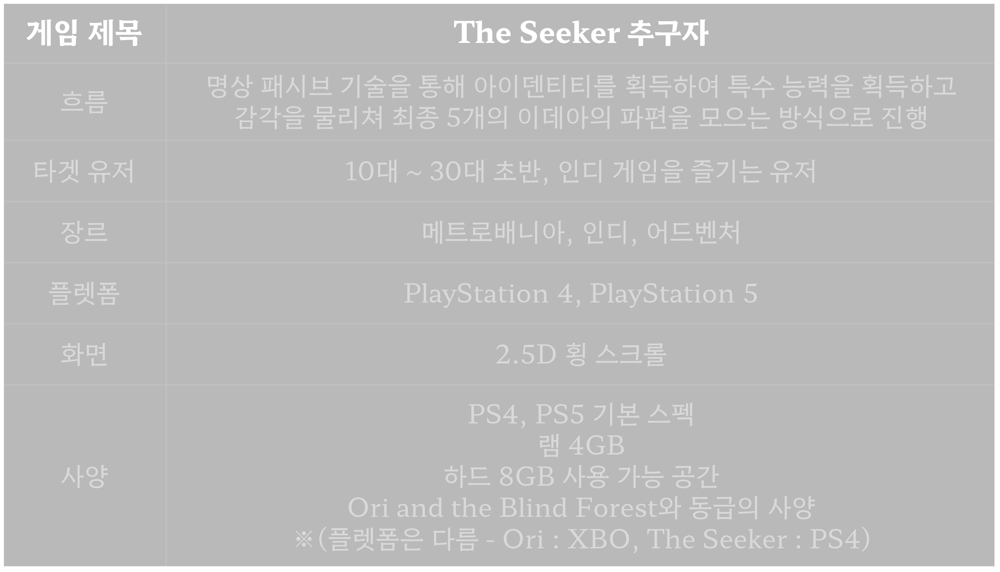 게임 제목
The Seeker 추구자
흐름
명상 패시브 기술을 통해 아이덴티티를 획득하여 특수 능력을 획득하고
감각을 물리쳐 최종 5개의 이데아의 파편을 모으는 방식으로 진행
타겟 유저
10대 ~ 30대 초반, 인디 게임을 즐기는 유저
장르
메트로배니아, 인디, 어드벤처
플렛폼
PlayStation 4, PlayStation 5
화면
2.5D 횡 스크롤
사양
PS4, PS5 기본 스펙
램 4GB
하드 8GB 사용 가능 공간
Ori and the Blind Forest와 동급의 사양
※(플렛폼은 다름 - Ori : XBO, The Seeker : PS4)